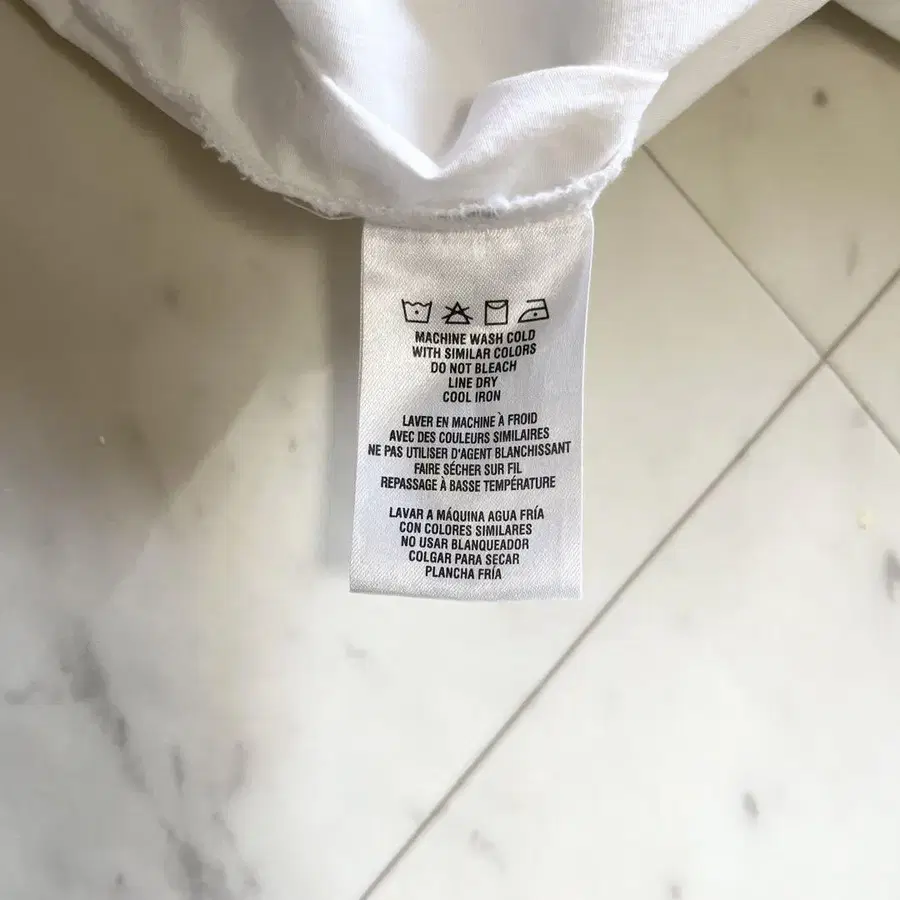 MACHINE WASH COLD
WITH SIMILAR COLORS
DO NOT BLEACH
LINE DRY
COOL IRON
LAVER EN MACHINE À FROID
AVEC DES COULEURS SIMILAIRES
NE PAS UTILISER D'AGENT BLANCHISSANT
FAIRE SÉCHER SUR FIL
REPASSAGE À BASSE TEMPÉRATURE
LAVAR A MÁQUINA AGUA FRÍA
CON COLORES SIMILARES
NO USAR BLANQUEADOR
COLGAR PARA SECAR
PLANCHA FRÍA